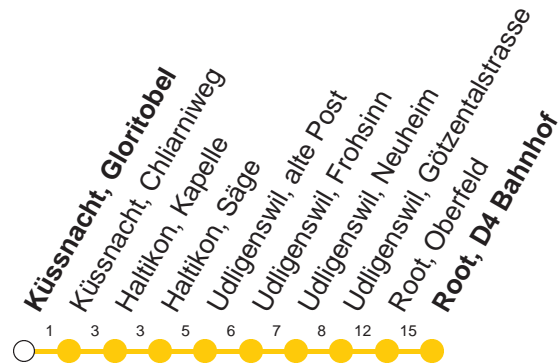 Küssnacht, Gloritobel
Küssnacht, Chliarniweg
Haltikon, Kapelle
Haltikon, Säge
Udligenswil, alte Post
Udligenswil, Frohsinn
Udligenswil, Neuheim
Udligenswil, Götzentalstrasse
Root, Oberfeld
Root, D4 Bahnhof
1 3 3 5 6 7 8 12 15